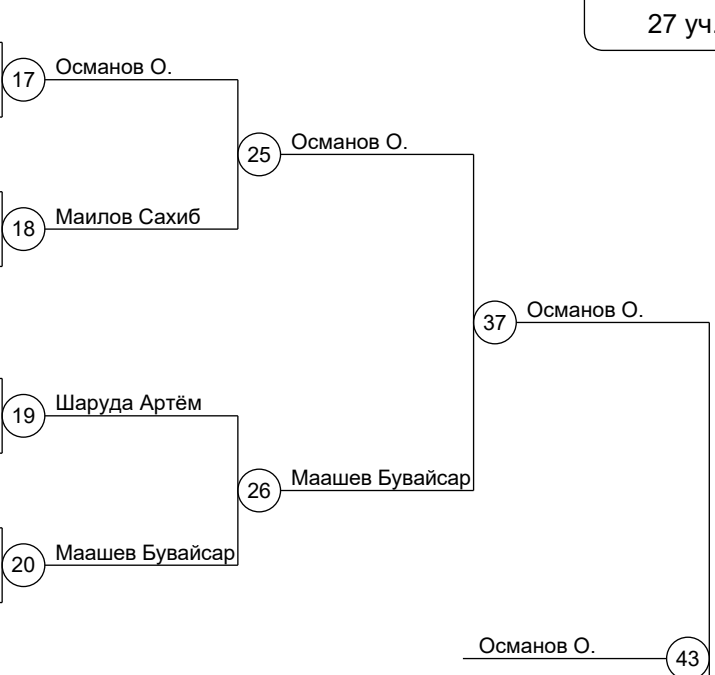 27 уч.
17 Османов О.
25 Османов О.
18 Маилов Сахиб
37 Османов О.
19 Шаруда Артём
26 Маашев Бувайсар
20 Маашев Бувайсар
Османов О. 43